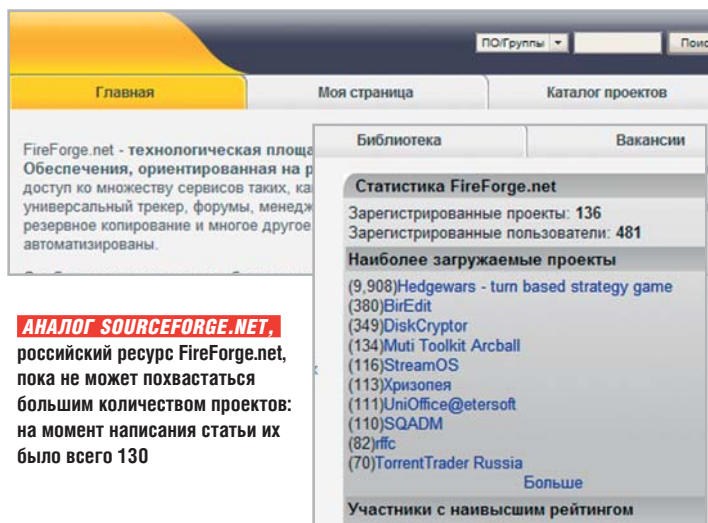 ПО/Группы
Главная
Моя страница
Каталог проектов
FireForge.net - технологическая
Обеспечения, ориентированная на
доступ ко множеству сервисов таких,
универсальный трекер, форумы,
резервное копирование и многое другое
автоматизированы.
Библиотека
Вакансии
Статистика FireForge.net
Зарегистрированные проекты: 136
Зарегистрированные пользователи: 481
Наиболее загружаемые проекты
(9,908)Hedgewars - turn based strategy game
(380)BirEdit
(349)DiskCryptor
(134)Muti Toolkit Arcball
(116)StreamOS
(113)Хризопея
(111)UniOffice@etersoft
(110)SQADM
(82)rffc
(70)TorrentTrader Russia
Больше
Участники с наивысшим рейтингом
АНАЛОГ SOURCEFORGE.NET,
российский ресурс FireForge.net,
пока не может похвастаться
большим количеством проектов:
на момент написания статьи их
было всего 130